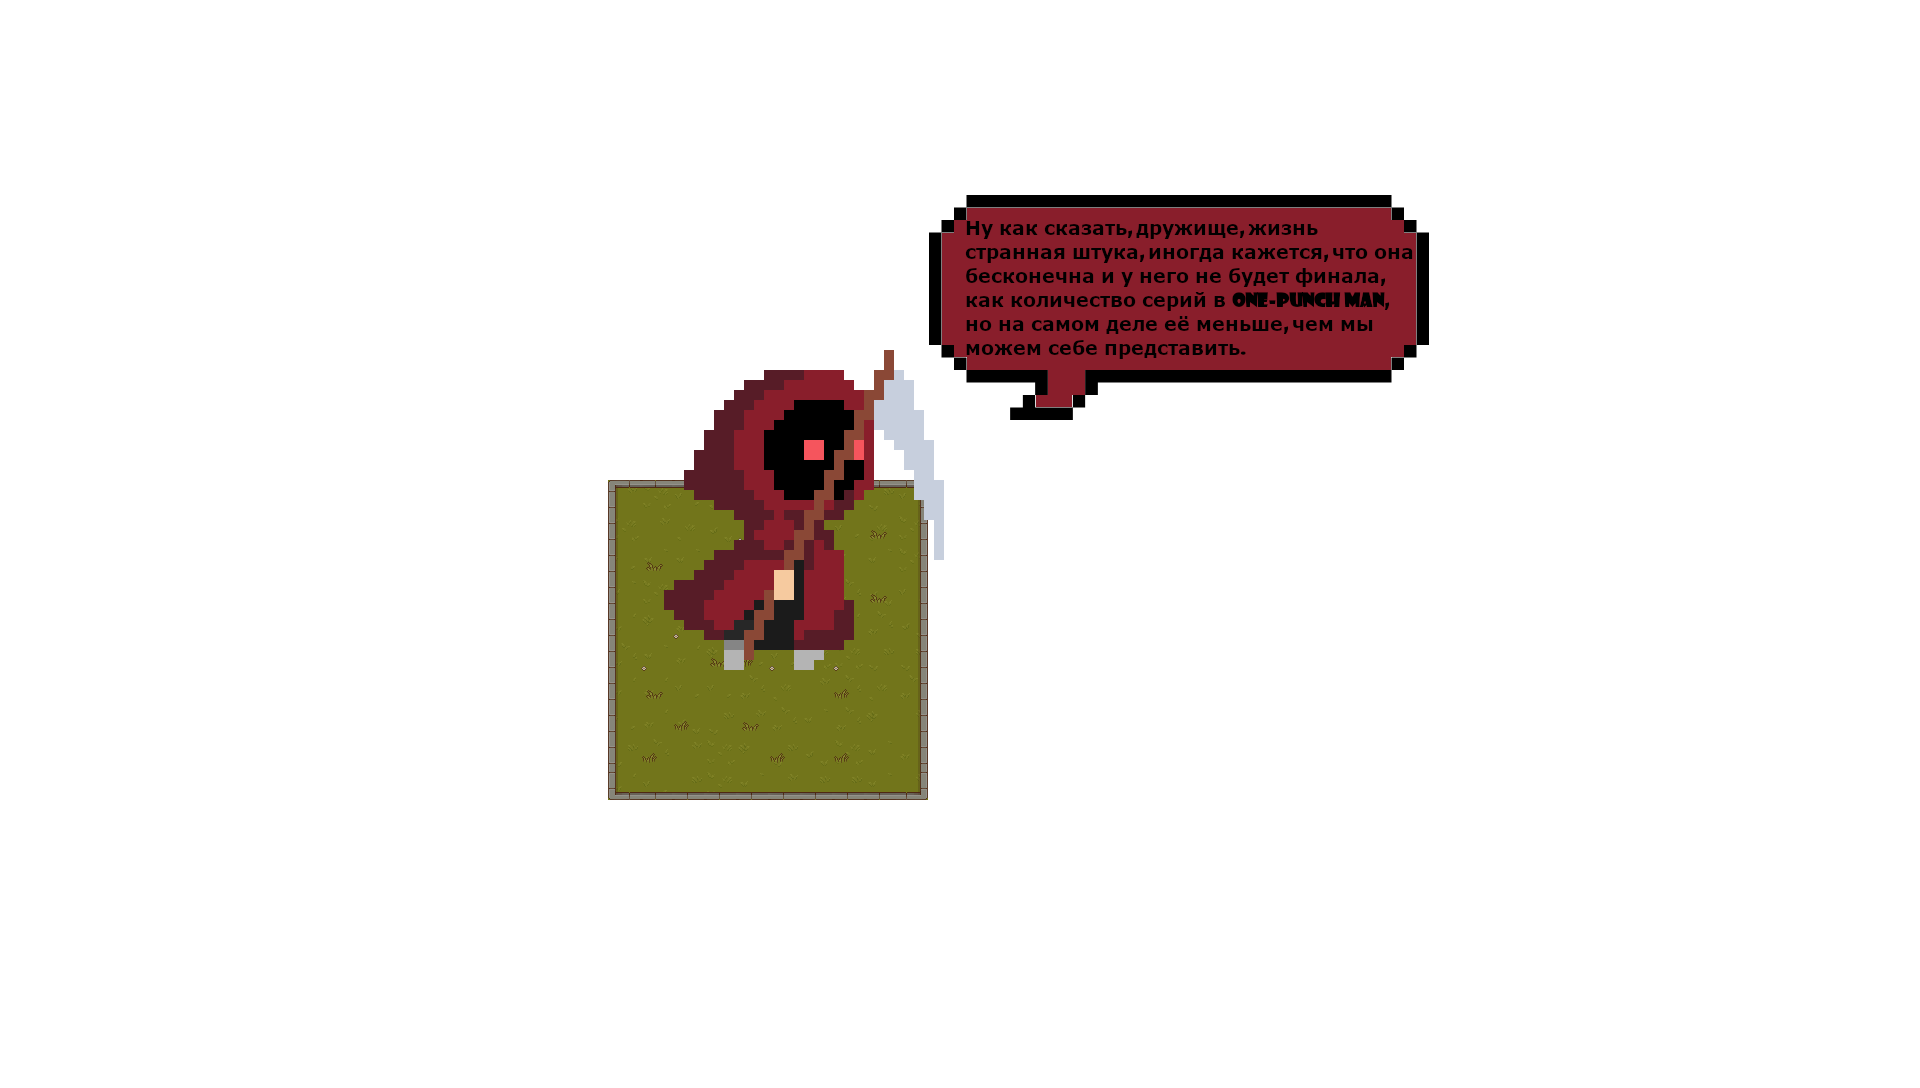 Ну как сказать, дружище, жизнь
странная штука, иногда кажется, что она
бесконечна и у него не будет финала,
как количество серий в ONE-PUNCH MAN,
но на самом деле её меньше, чем мы
можем себе представить.